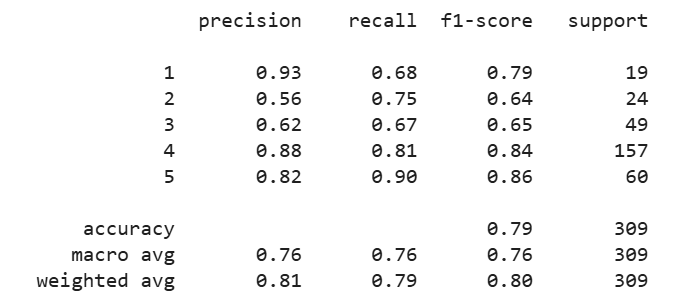 precision recall f1-score support
1 0.93 0.68 0.79 19
2 0.56 0.75 0.64 24
3 0.62 0.67 0.65 49
4 0.88 0.81 0.84 157
5 0.82 0.90 0.86 60
accuracy 0.79 309
macro avg 0.76 0.76 0.76 309
weighted avg 0.81 0.79 0.80 309